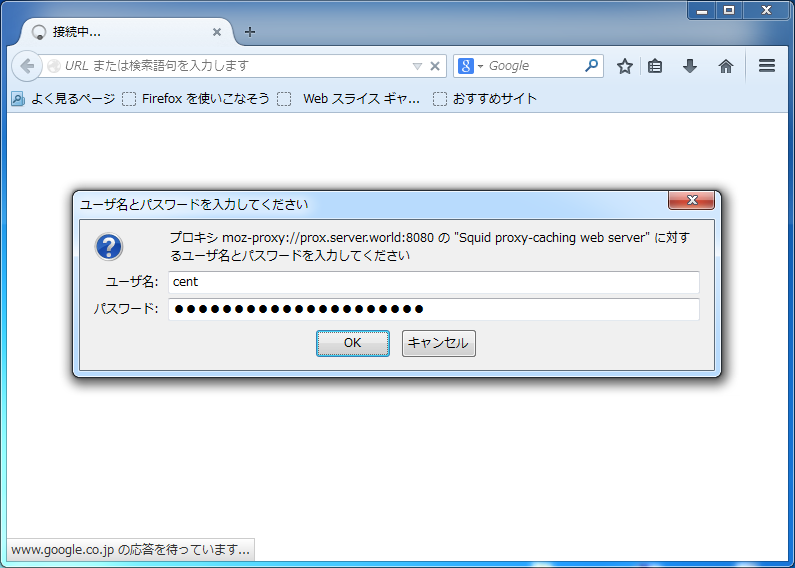 接続中...
URL または検索語句を入力します
Google
よく見るページ
Firefox を使いこなそう
Web スライス ギャ...
おすすめサイト
ユーザ名とパスワードを入力してください
プロキシ moz-proxy://prox.server.world:8080 の "Squid proxy-caching web server" に対す
るユーザ名とパスワードを入力してください
ユーザ名:
cent
パスワード:
●●●●●●●●●●●●●●●●●●●●●
OK
キャンセル
www.google.co.jp の応答を待っています...